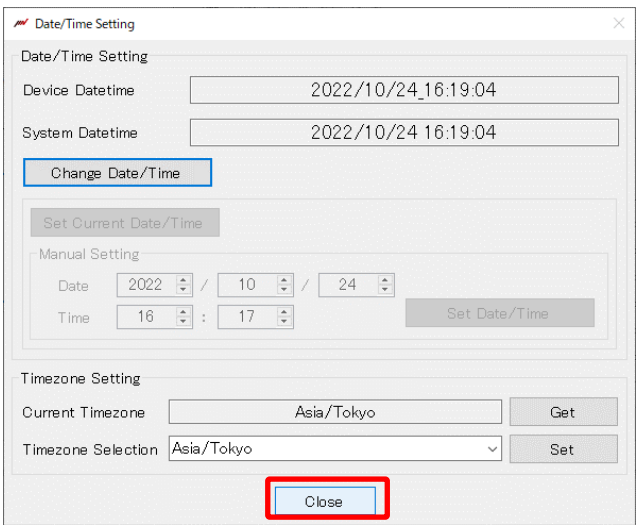 Date/Time Setting
Date/Time Setting
Device Datetime 2022/10/24_16:19:04
System Datetime 2022/10/24 16:19:04
Change Date/Time
Set Current Date/Time
Manual Setting
Date 2022 / 10 / 24
Time 16 : 17 Set Date/Time
Timezone Setting
Current Timezone Asia/Tokyo Get
Timezone Selection Asia/Tokyo Set
Close